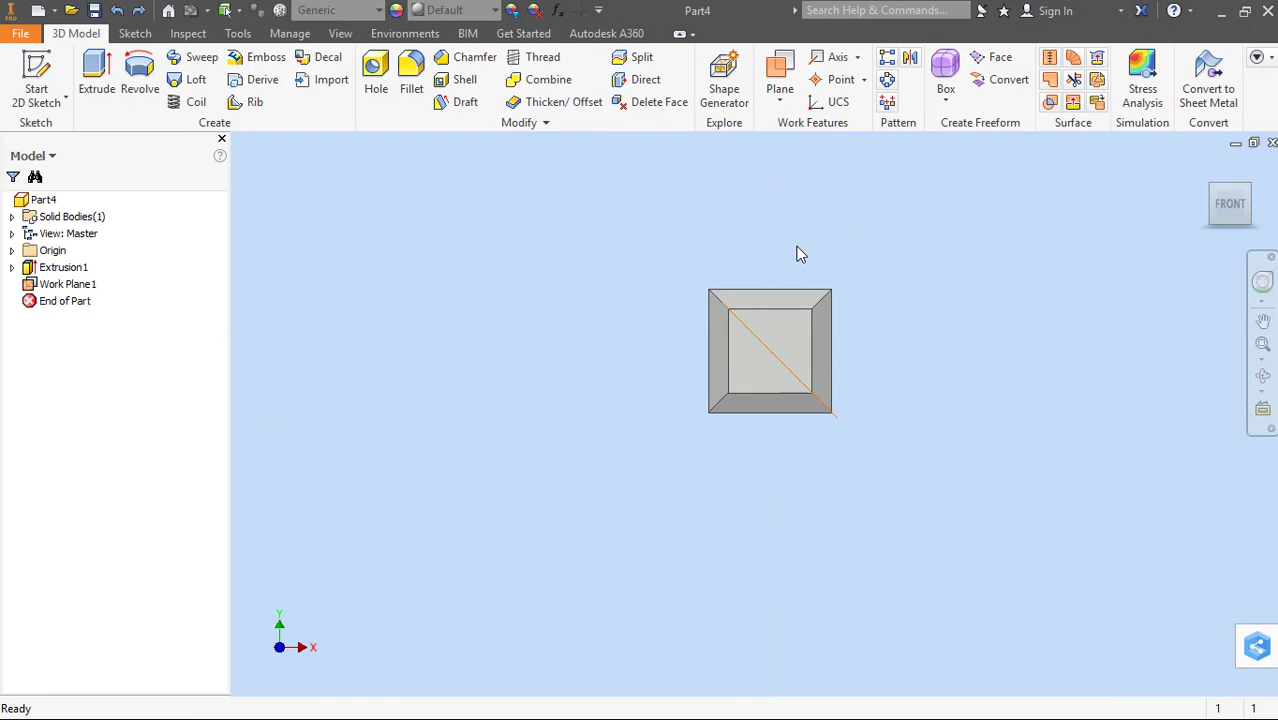 PRO
Generic
Default
fx
Part4
Search Help & Commands...
Sign In
File
3D Model
Sketch
Inspect
Tools
Manage
View
Environments
BIM
Get Started
Autodesk A360
Start
2D Sketch
Sketch
Extrude
Revolve
Sweep
Emboss
Decal
Loft
Derive
Import
Coil
Rib
Create
Hole
Fillet
Chamfer
Thread
Split
Shell
Combine
Direct
Draft
Thicken/ Offset
Delete Face
Modify
Shape
Generator
Explore
Plane
Axis
Point
UCS
Work Features
Pattern
Box
Face
Convert
Create Freeform
Surface
Stress
Analysis
Simulation
Convert to
Sheet Metal
Convert
Model
Part4
Solid Bodies(1)
View: Master
Origin
Extrusion1
Work Plane1
End of Part
FRONT
Y
X
Ready
1 1